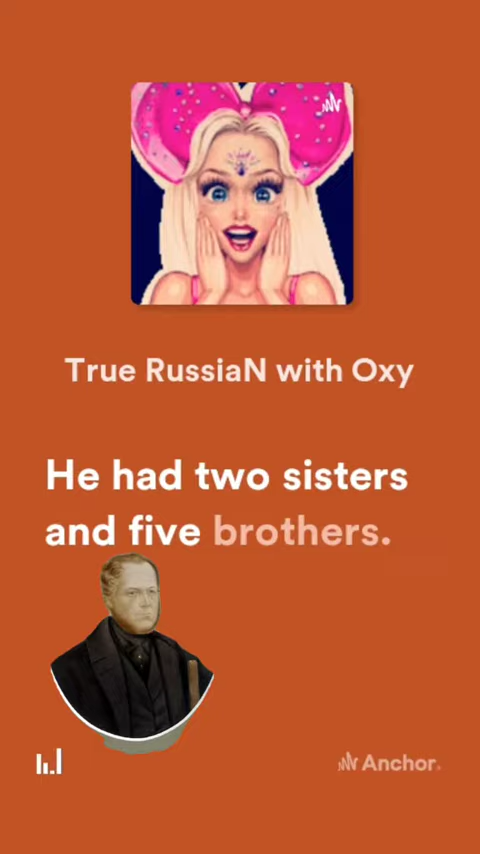 True RussiaN with Oxy
He had two sisters
and five brothers.
Anchor